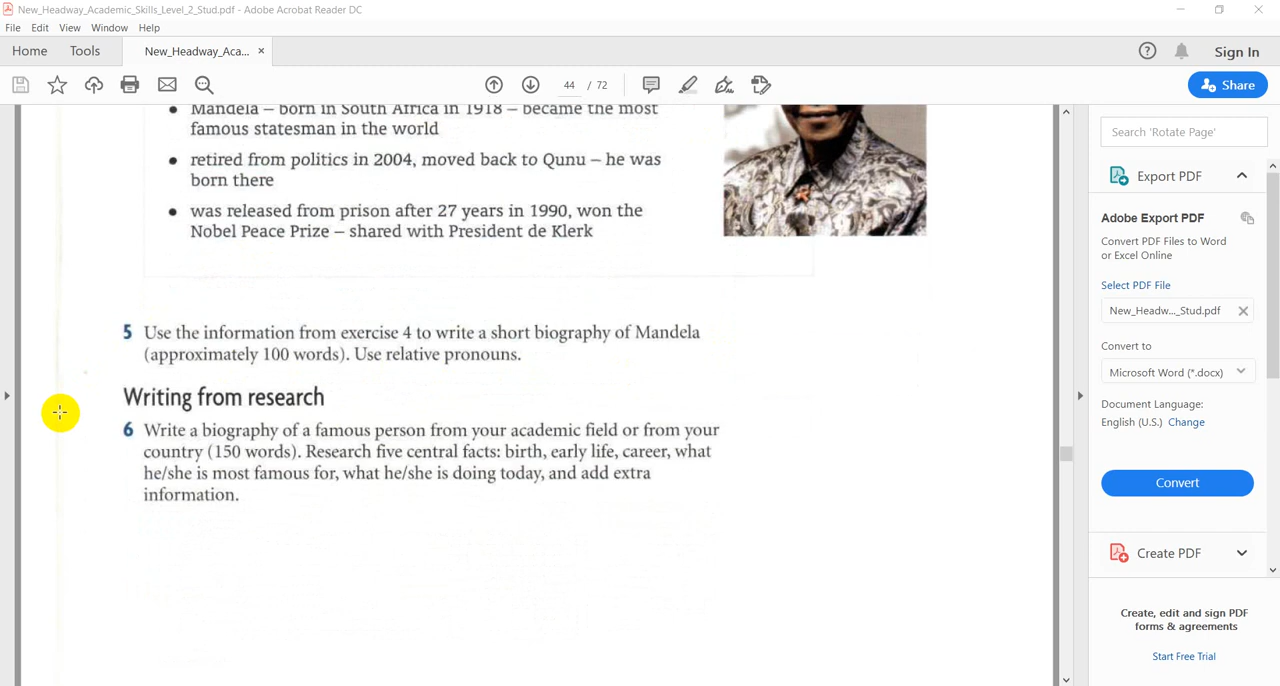 New_Headway_Academic_Skills_Level_2_Stud.pdf - Adobe Acrobat Reader DC
File Edit View Window Help
Home Tools New_Headway_Aca... × Sign In
44 / 72 Share
Mandela – born in South Africa in 1918 – became the most
famous statesman in the world
• retired from politics in 2004, moved back to Qunu – he was
born there
• was released from prison after 27 years in 1990, won the
Nobel Peace Prize – shared with President de Klerk
5 Use the information from exercise 4 to write a short biography of Mandela
(approximately 100 words). Use relative pronouns.
Writing from research
6 Write a biography of a famous person from your academic field or from your
country (150 words). Research five central facts: birth, early life, career, what
he/she is most famous for, what he/she is doing today, and add extra
information.
Search 'Rotate Page'
Export PDF
Adobe Export PDF
Convert PDF Files to Word
or Excel Online
Select PDF File
New_Headw..._Stud.pdf
Convert to
Microsoft Word (*.docx)
Document Language:
English (U.S.) Change
Convert
Create PDF
Create, edit and sign PDF
forms & agreements
Start Free Trial